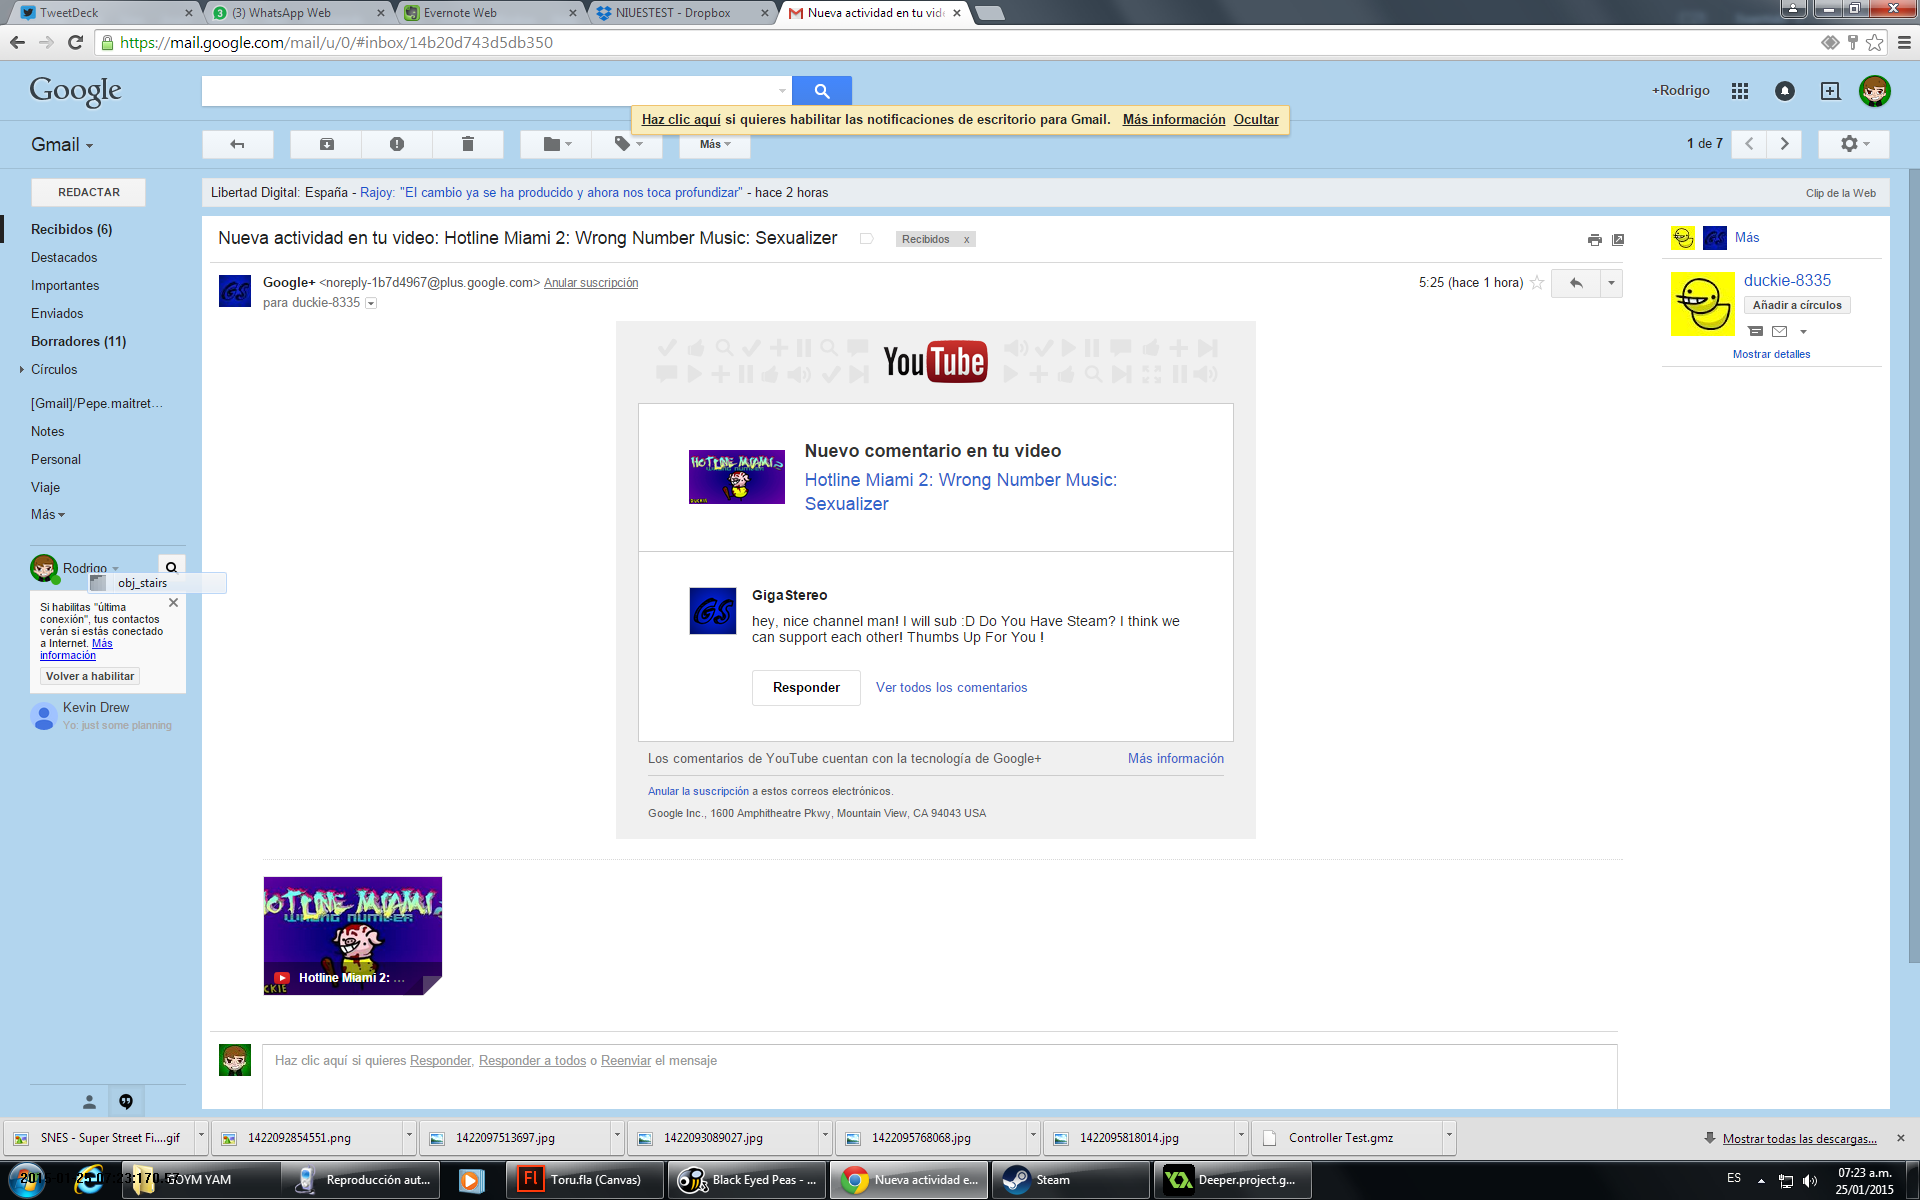 TweetDeck
(3) WhatsApp Web
Evernote Web
NIUESTEST - Dropbox
Nueva actividad en tu vid
https://mail.google.com/mail/u/0/#inbox/14b20d743d5db350
Google
+Rodrigo
Haz clic aquí si quieres habilitar las notificaciones de escritorio para Gmail. Más información Ocultar
Gmail
Más
1 de 7
REDACTAR
Libertad Digital: España - Rajoy: "El cambio ya se ha producido y ahora nos toca profundizar" - hace 2 horas
Clip de la Web
Recibidos (6)
Destacados
Importantes
Enviados
Borradores (11)
Círculos
[Gmail]/Pepe.maitret...
Notes
Personal
Viaje
Más
Rodrigo
obj_stairs
Si habilitas "última
conexión", tus contactos
verán si estás conectado
a Internet. Más
información
Volver a habilitar
Kevin Drew
Yo: just some planning
Nueva actividad en tu video: Hotline Miami 2: Wrong Number Music: Sexualizer
Recibidos x
Google+ <noreply-1b7d4967@plus.google.com> Anular suscripción
para duckie-8335
5:25 (hace 1 hora)
YouTube
HOTLINE MIAMI 2
DUCKIE
Nuevo comentario en tu video
Hotline Miami 2: Wrong Number Music:
Sexualizer
GS
GigaStereo
hey, nice channel man! I will sub :D Do You Have Steam? I think we
can support each other! Thumbs Up For You !
Responder
Ver todos los comentarios
Los comentarios de YouTube cuentan con la tecnología de Google+
Más información
Anular la suscripción a estos correos electrónicos.
Google Inc., 1600 Amphitheatre Pkwy, Mountain View, CA 94043 USA
HOTLINE MIAMI 2
WRONG NUMBER
Hotline Miami 2: ...
CKIE
Haz clic aquí si quieres Responder, Responder a todos o Reenviar el mensaje
Más
duckie-8335
Añadir a círculos
Mostrar detalles
SNES - Super Street Fi....gif
1422092854551.png
1422097513697.jpg
1422093089027.jpg
1422095768068.jpg
1422095818014.jpg
Controller Test.gmz
Mostrar todas las descargas...
GOYM YAM
Reproducción aut...
Toru.fla (Canvas)
Black Eyed Peas - ...
Nueva actividad e...
Steam
Deeper.project.g...
ES
07:23 a.m.
25/01/2015